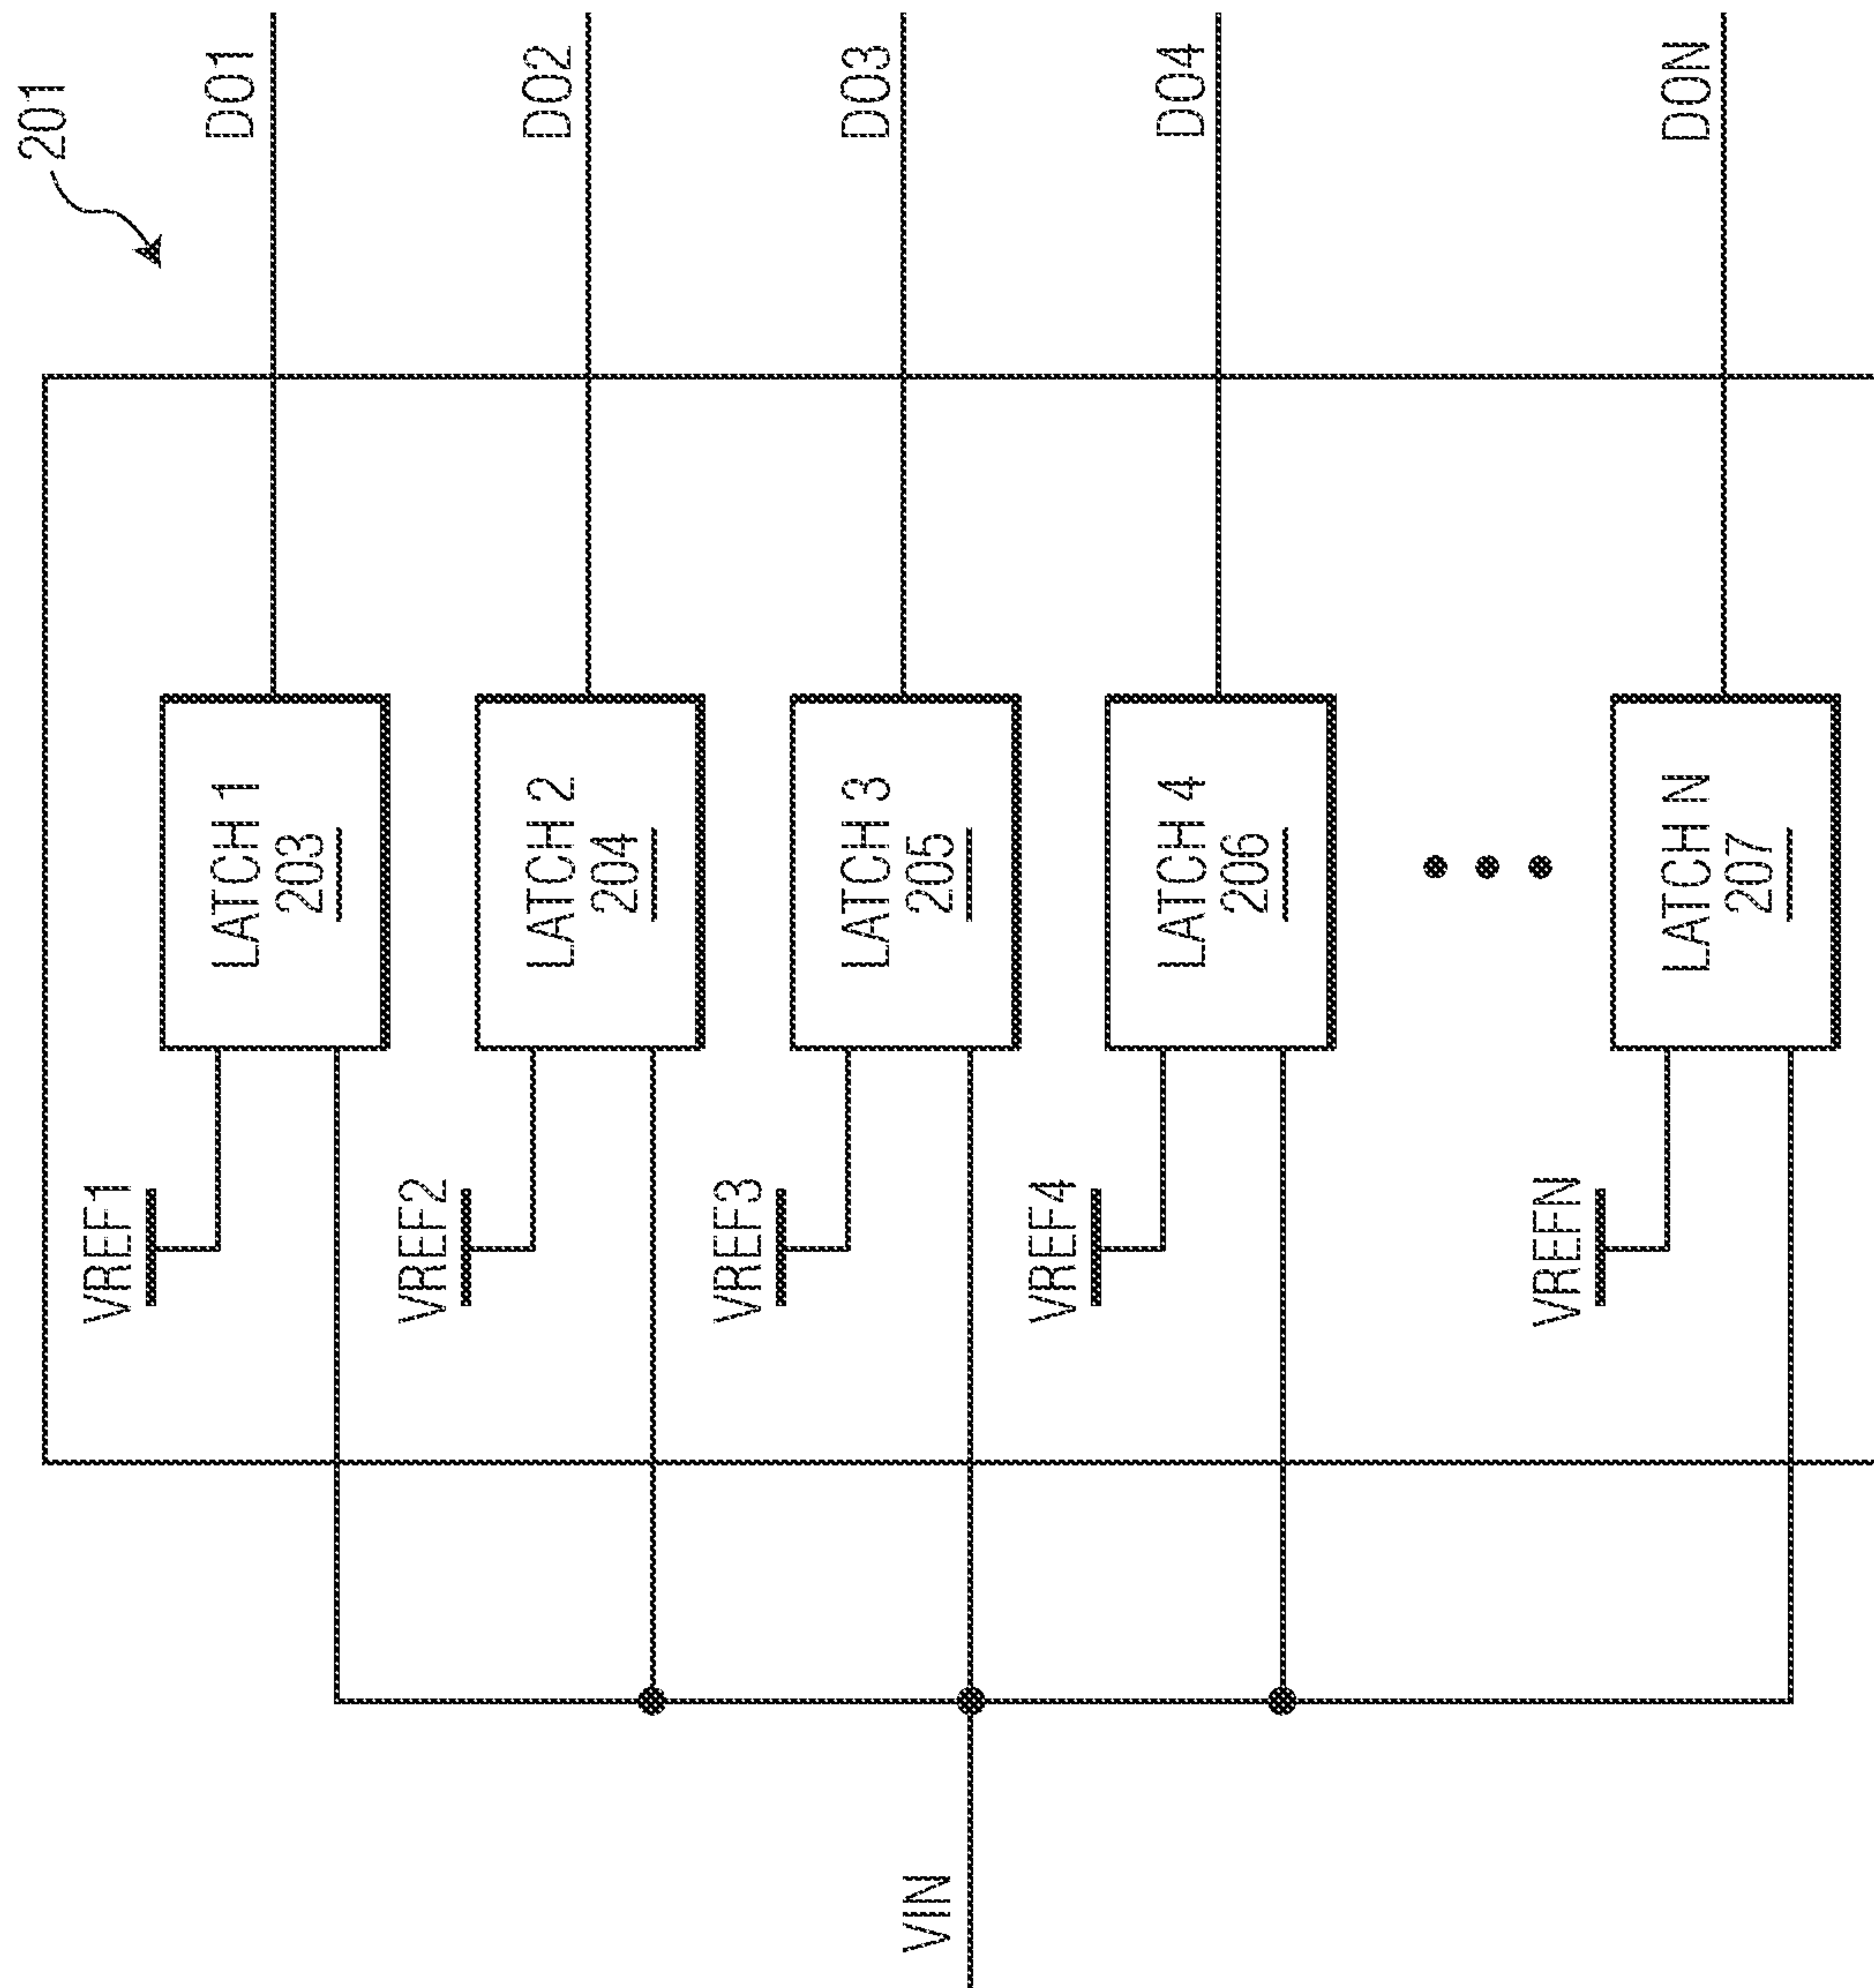 201
VREF1
LATCH 1
203
DO1
VREF2
LATCH 2
204
DO2
VREF3
LATCH 3
205
DO3
VIN
VREF4
LATCH 4
206
DO4
VREFN
LATCH N
207
DON